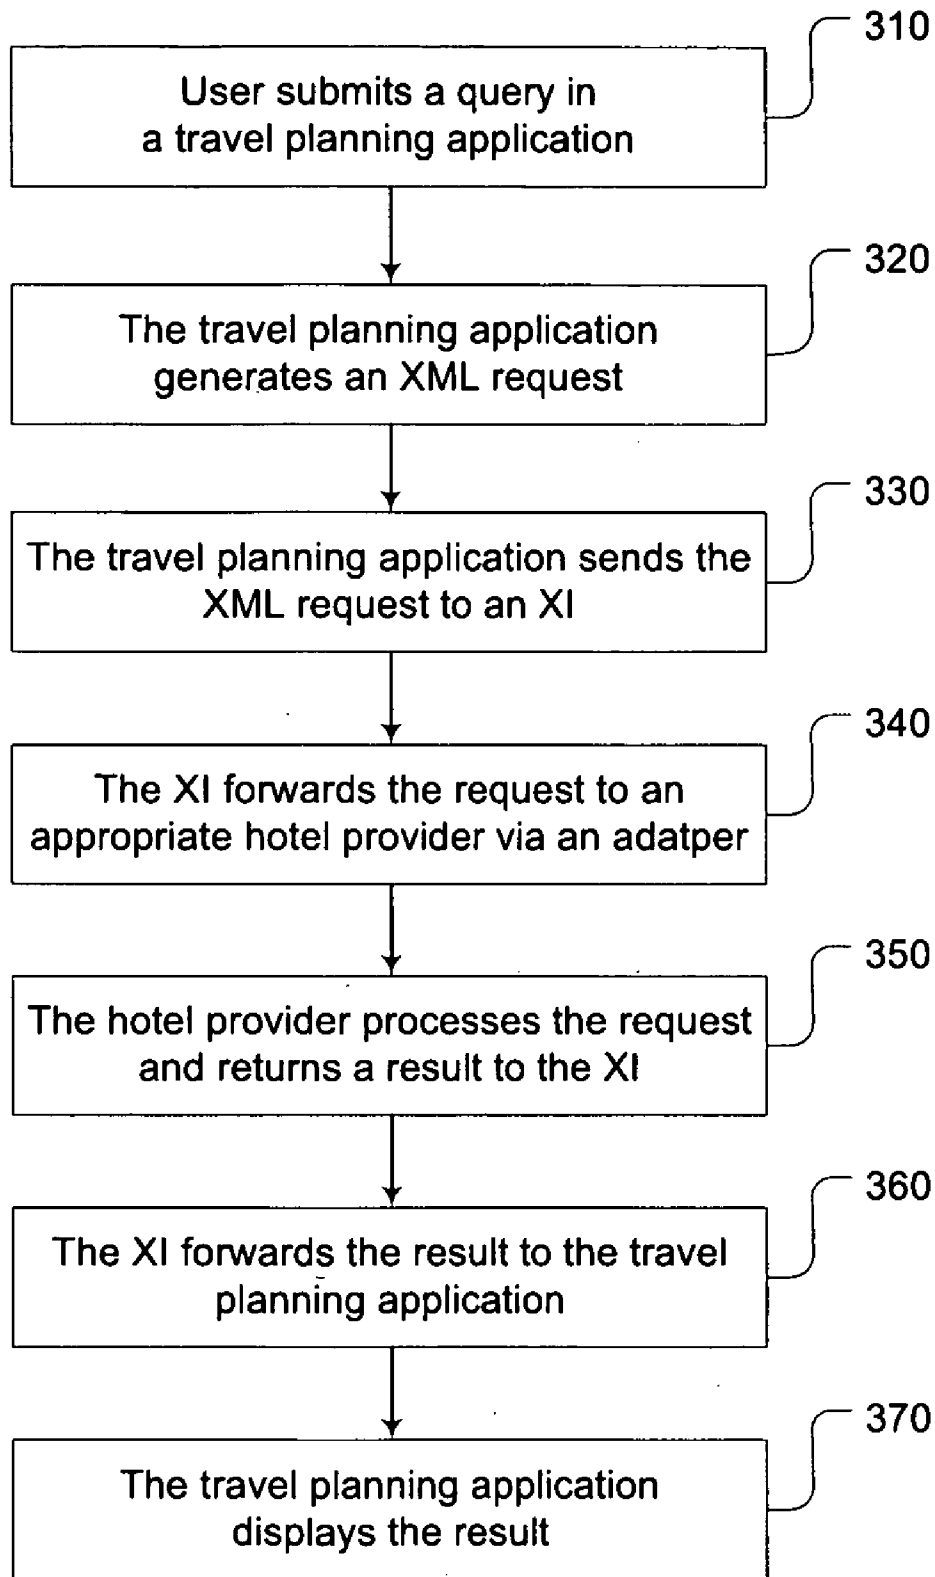 310
User submits a query in
a travel planning application
320
The travel planning application
generates an XML request
330
The travel planning application sends the
XML request to an XI
340
The XI forwards the request to an
appropriate hotel provider via an adatper
350
The hotel provider processes the request
and returns a result to the XI
360
The XI forwards the result to the travel
planning application
370
The travel planning application
displays the result